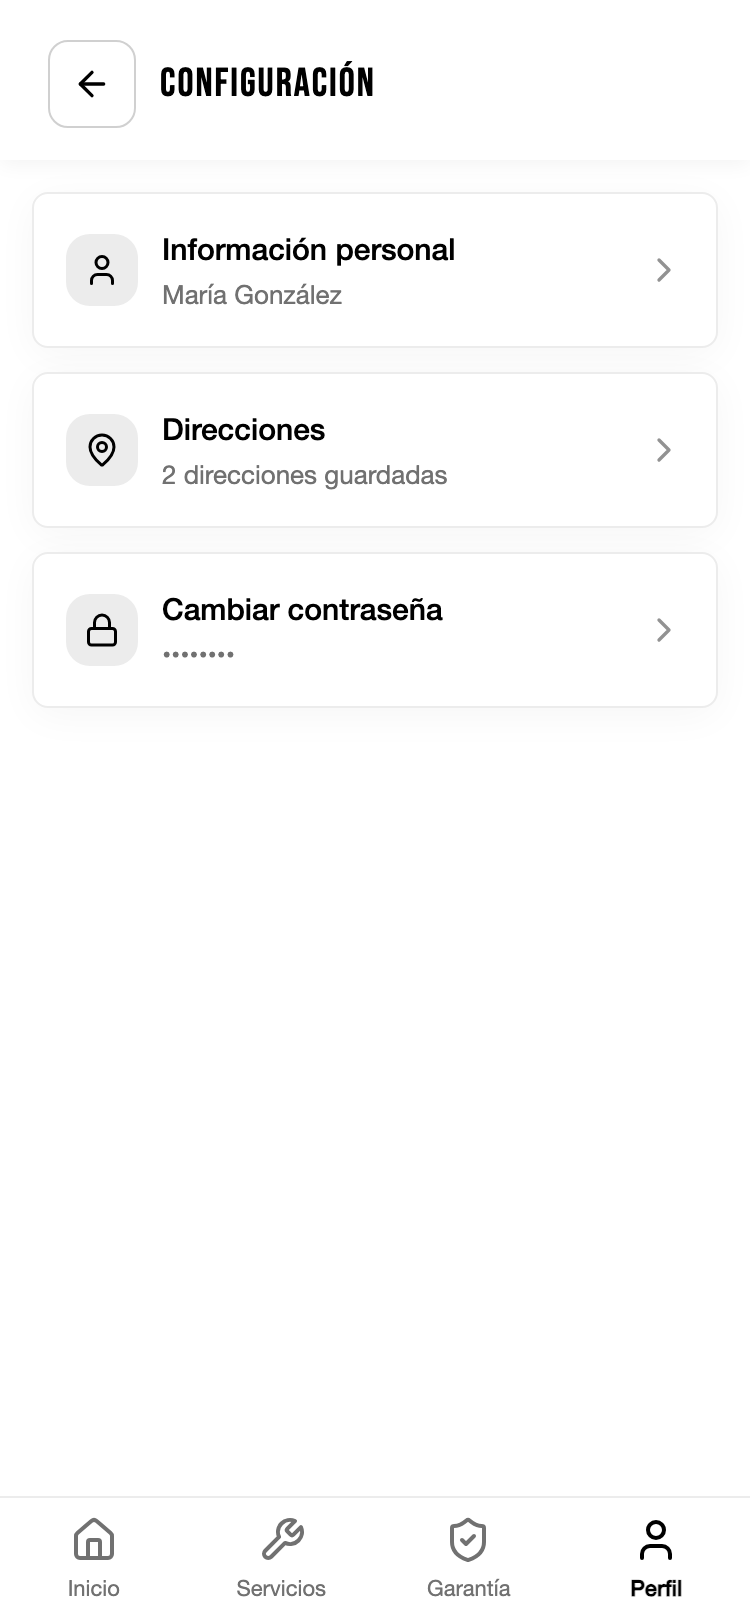 CONFIGURACIÓN
Información personal
María González
Direcciones
2 direcciones guardadas
Cambiar contraseña
••••••••
Inicio
Servicios
Garantía
Perfil